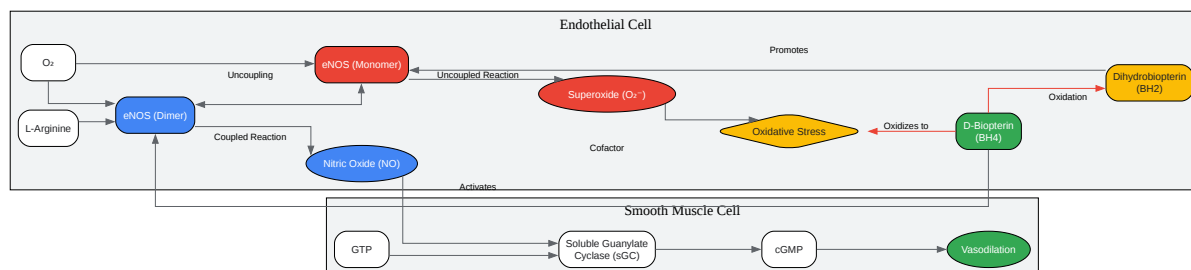 Endothelial Cell
O₂
eNOS (Monomer)
Promotes
Uncoupling
Uncoupled Reaction
Dihydrobiopterin
(BH2)
Superoxide (O₂⁻)
Oxidation
eNOS (Dimer)
L-Arginine
Coupled Reaction
Oxidative Stress
Oxidizes to
D-Biopterin
(BH4)
Cofactor
Nitric Oxide (NO)
Activates
Smooth Muscle Cell
GTP
Soluble Guanylate
Cyclase (sGC)
cGMP
Vasodilation